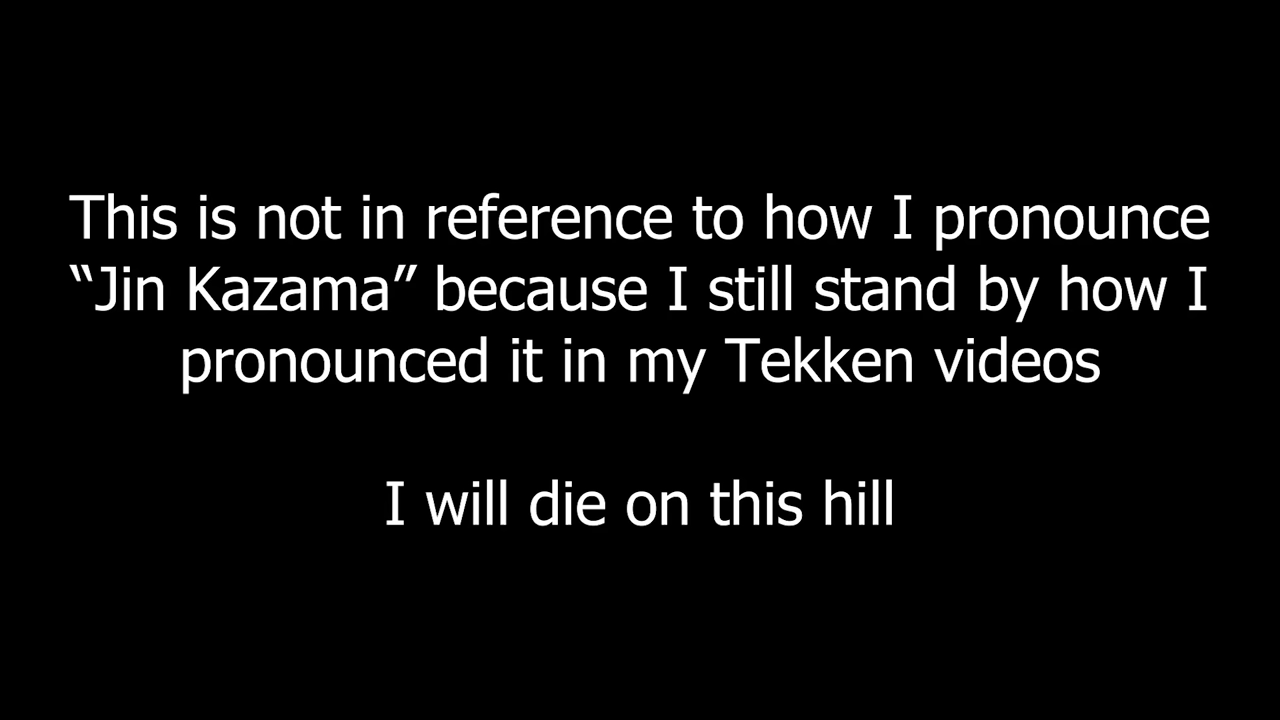 This is not in reference to how I pronounce
“Jin Kazama” because I still stand by how I
pronounced it in my Tekken videos
I will die on this hill